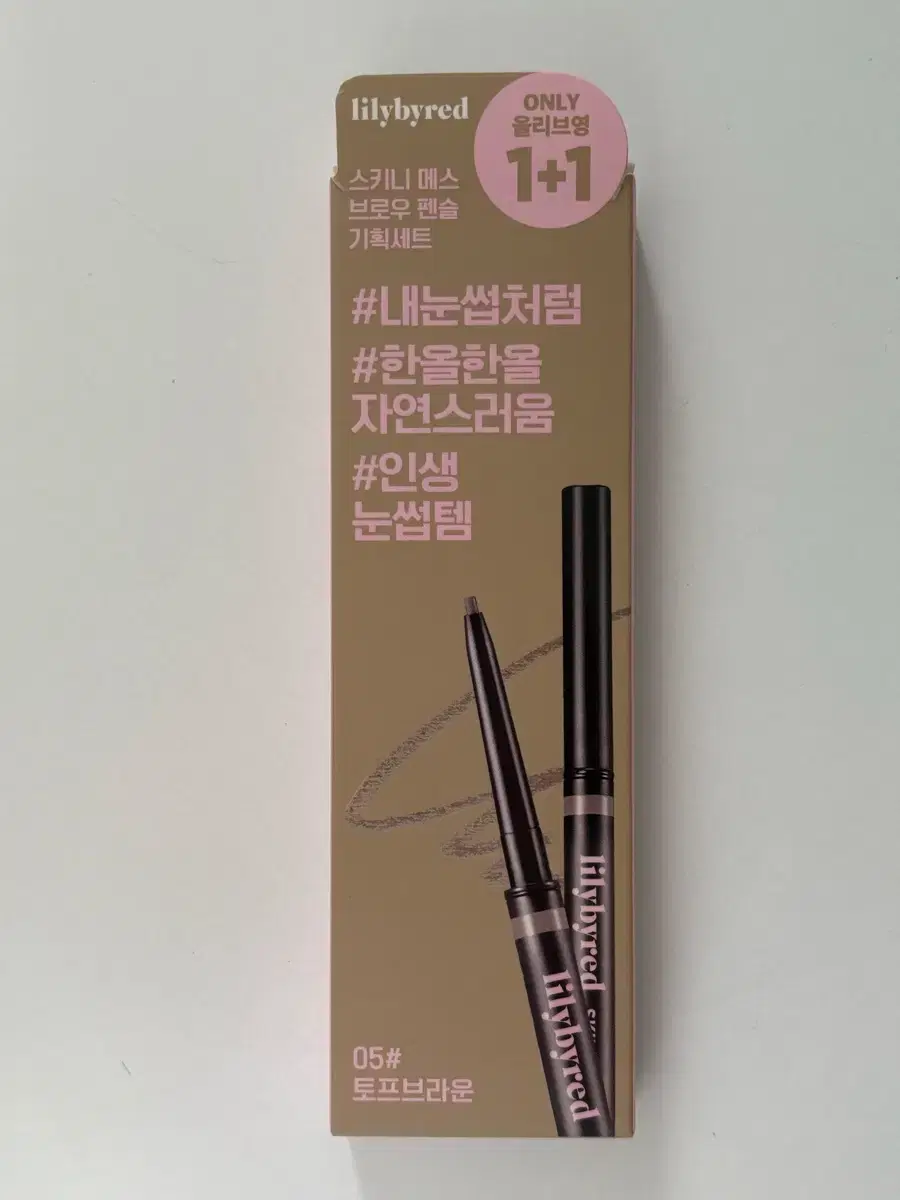 lilybyred
ONLY
올리브영
1+1
스키니 메스
브로우 펜슬
기획세트
#내눈썹처럼
#한올한올
자연스러움
#인생
눈썹템
lilybyred
lilybyred
05#
토프브라운